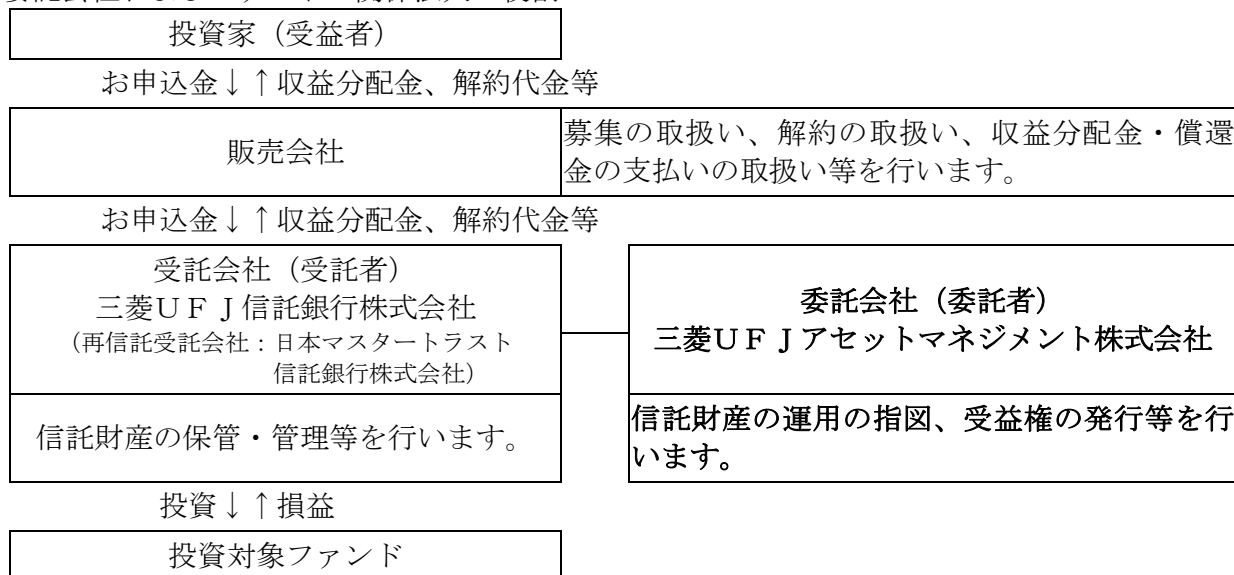 投資家（受益者）
お申込金↓↑収益分配金、解約代金等
販売会社
募集の取扱い、解約の取扱い、収益分配金・償還
金の支払いの取扱い等を行います。
お申込金↓↑収益分配金、解約代金等
受託会社（受託者）
三菱ＵＦＪ信託銀行株式会社
（再信託受託会社：日本マスタートラスト
信託銀行株式会社）
委託会社（委託者）
三菱ＵＦＪアセットマネジメント株式会社
信託財産の保管・管理等を行います。
信託財産の運用の指図、受益権の発行等を行
います。
投資↓↑損益
投資対象ファンド